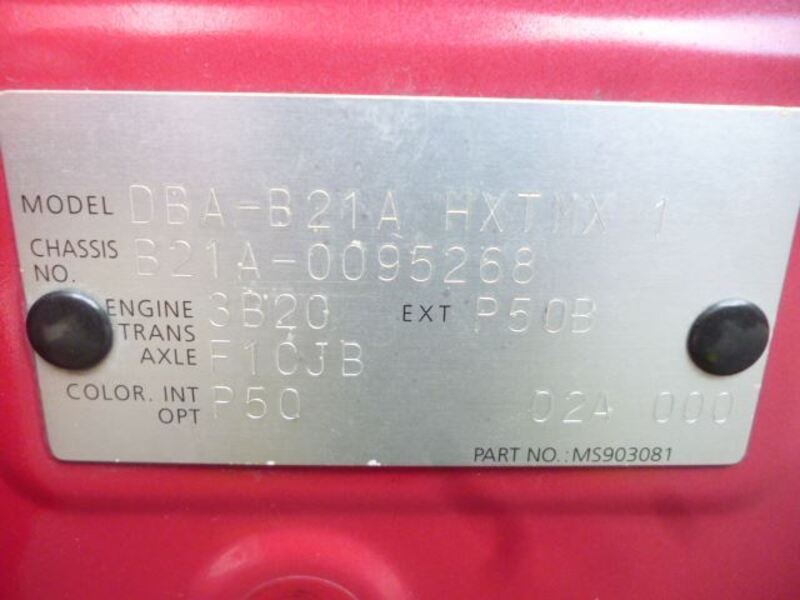 MODEL DBA-B21A HXTMX 1
CHASSIS NO. B21A-0095268
ENGINE 3B20 EXT P50B
TRANS AXLE F1CJB
COLOR. INT OPT P50 02A 000
PART NO.: MS903081